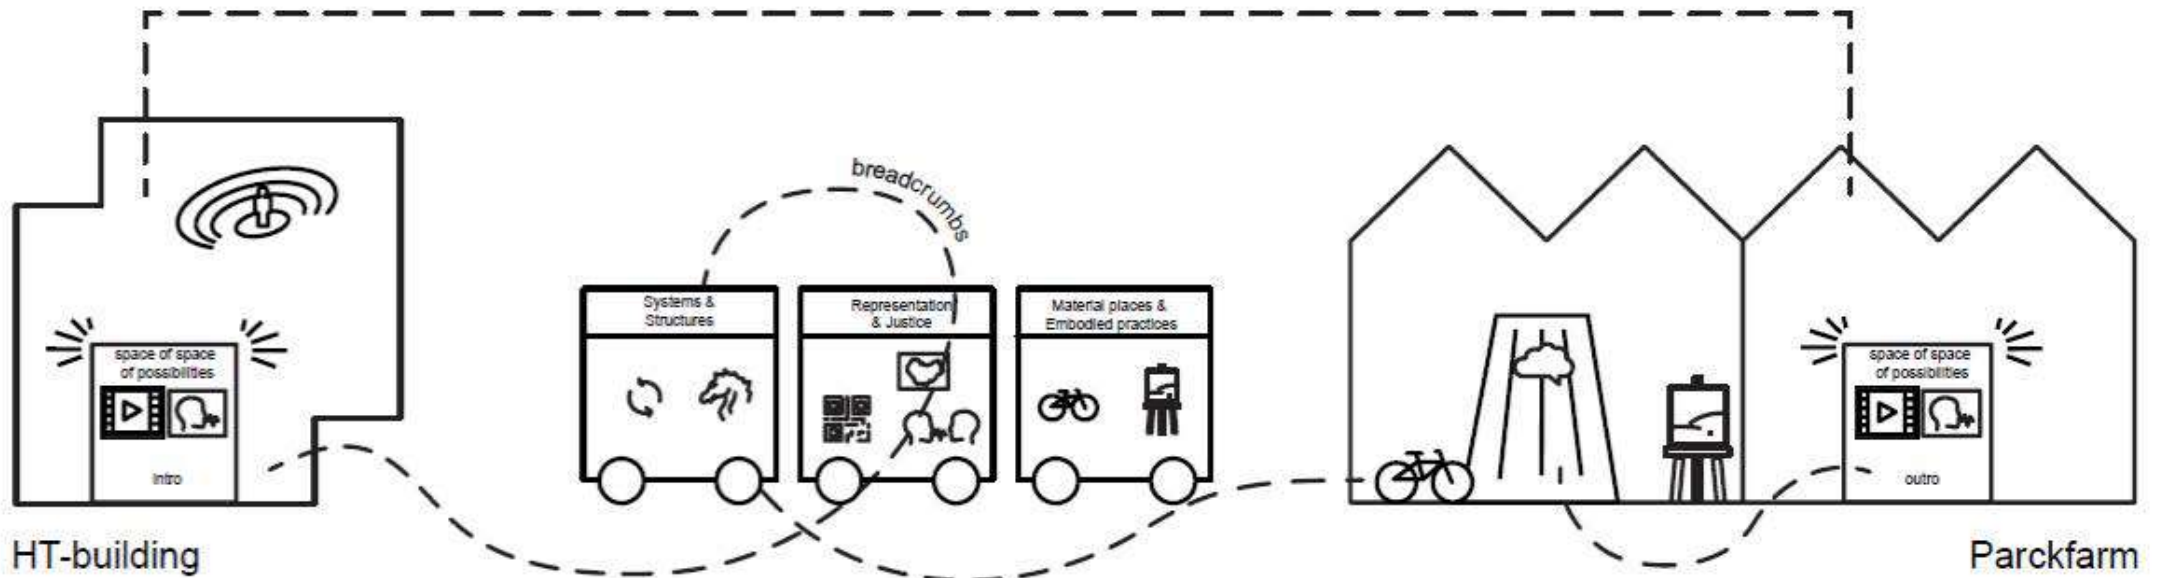 breadcrumbs
Systems &
Structures
Representation
& Justice
Material places &
Embodied practices
space of space
of possibilities
intro
space of space
of possibilities
outro
HT-building
Parckfarm